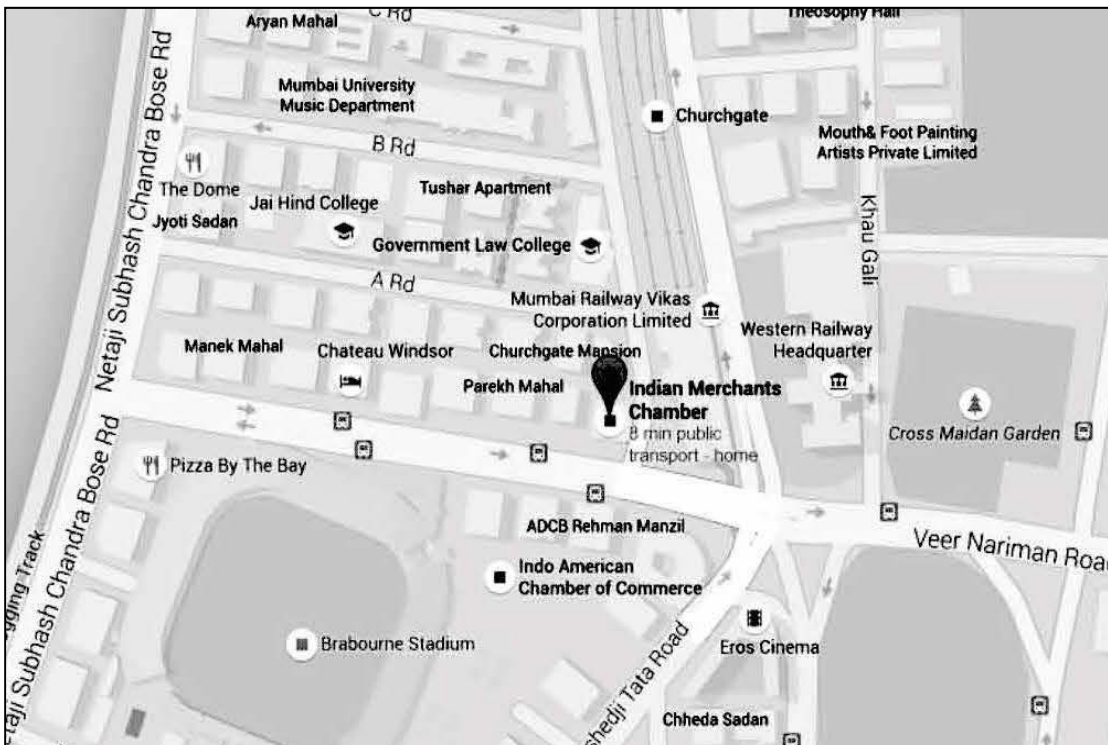 C Rd
Theosophy Hall
Aryan Mahal
Mumbai University
Music Department
Churchgate
Mouth& Foot Painting
Artists Private Limited
B Rd
The Dome
Tushar Apartment
Jai Hind College
Jyoti Sadan
Khau Gali
Netaji Subhash Chandra Bose Rd
Government Law College
A Rd
Mumbai Railway Vikas
Corporation Limited
Western Railway
Headquarter
Manek Mahal
Chateau Windsor
Churchgate Mansion
Parekh Mahal
Indian Merchants
Chamber
8 min public
transport - home
Cross Maidan Garden
Pizza By The Bay
ADCB Rehman Manzil
Veer Nariman Road
Indo American
Chamber of Commerce
Brabourne Stadium
Eros Cinema
gging Track
etaji Subhash Chandra Bose Rd
shedji Tata Road
Chheda Sadan